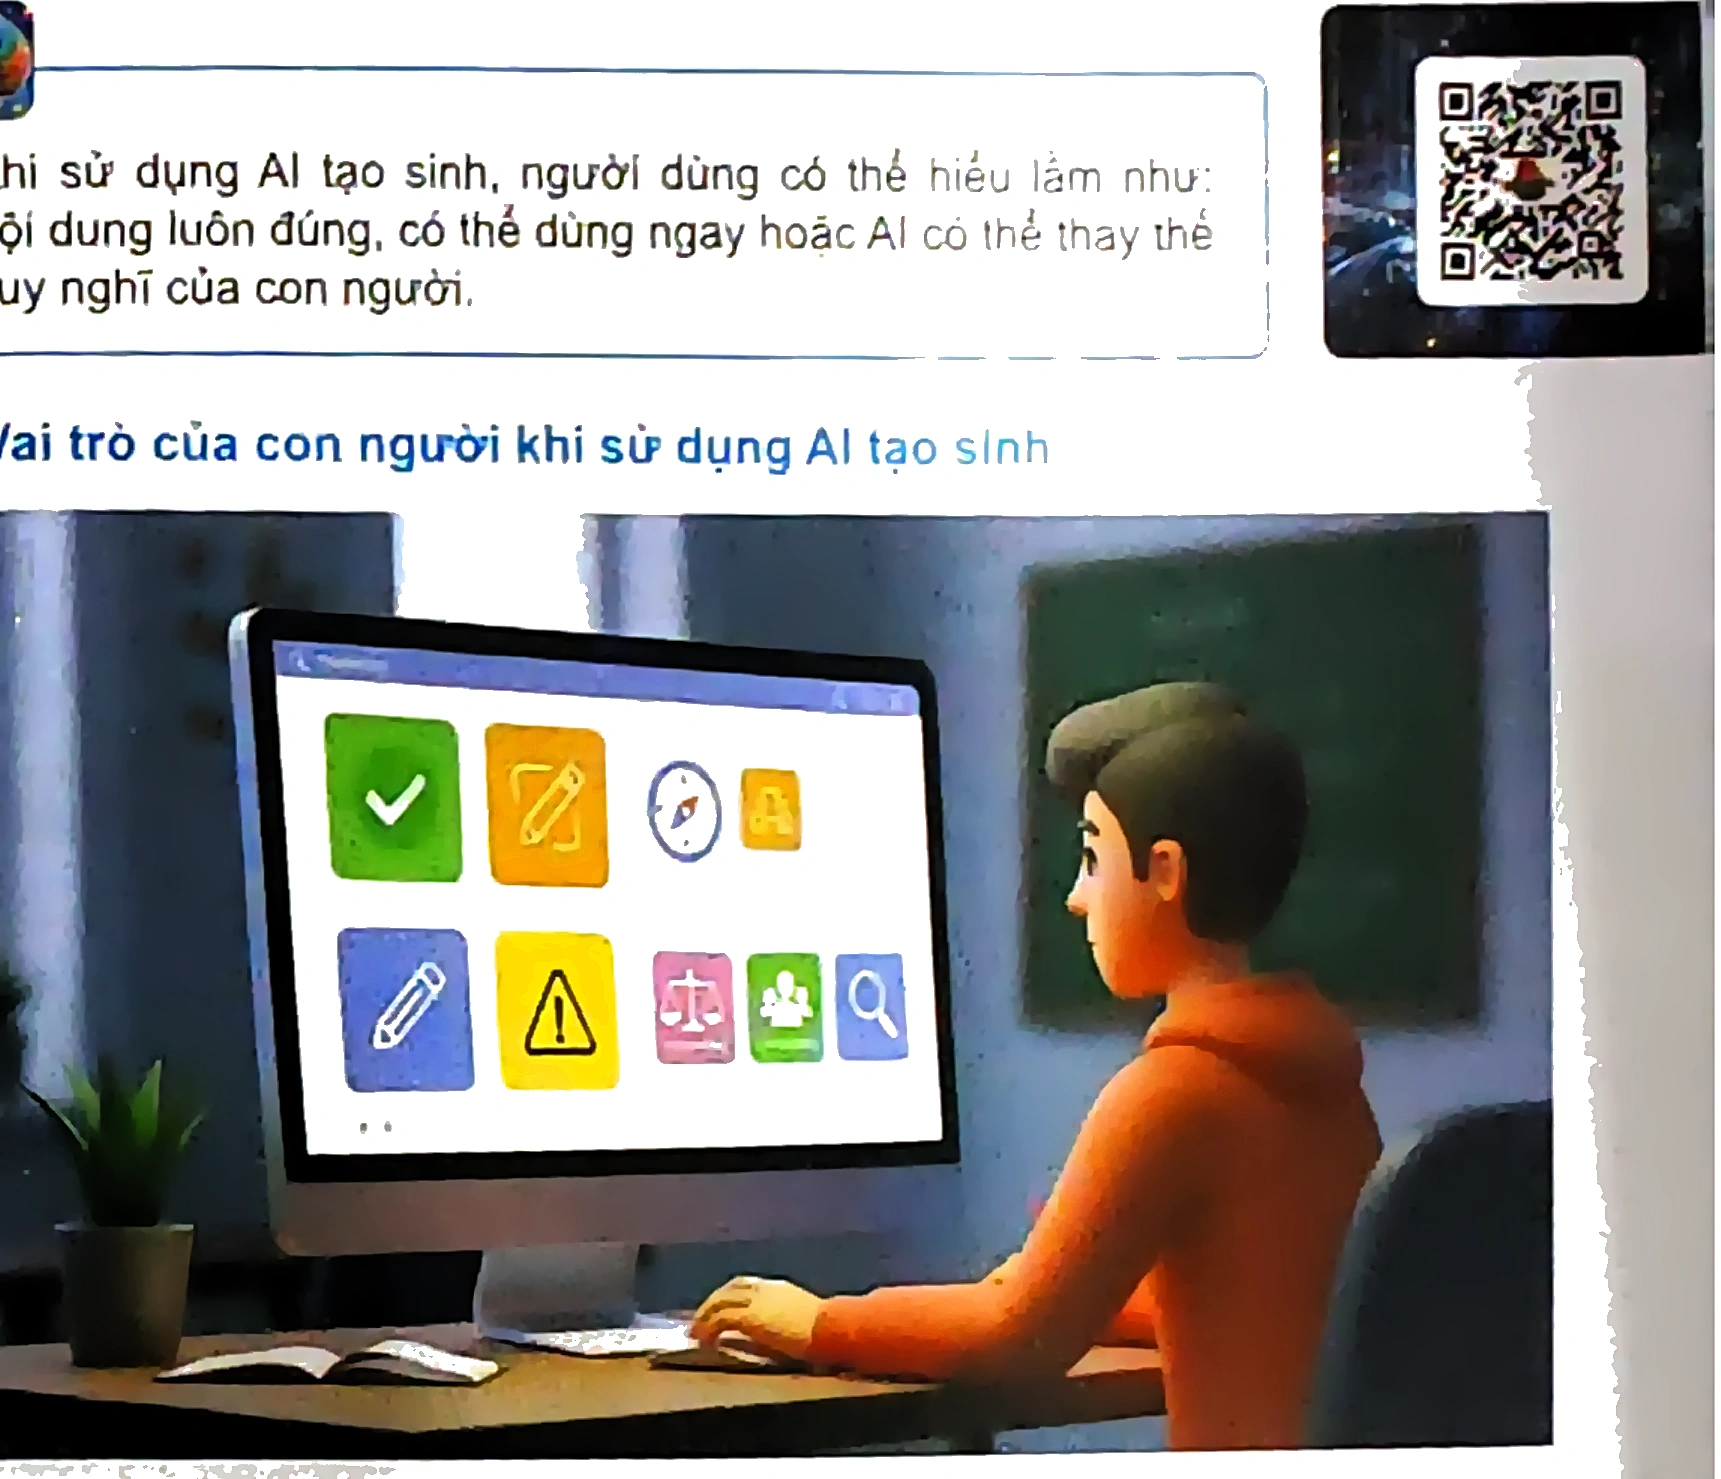 hi sử dụng AI tạo sinh, người dùng có thể hiểu lầm như:
ội dung luôn đúng, có thể dùng ngay hoặc AI có thể thay thế
uy nghĩ của con người.
Vai trò của con người khi sử dụng AI tạo sinh